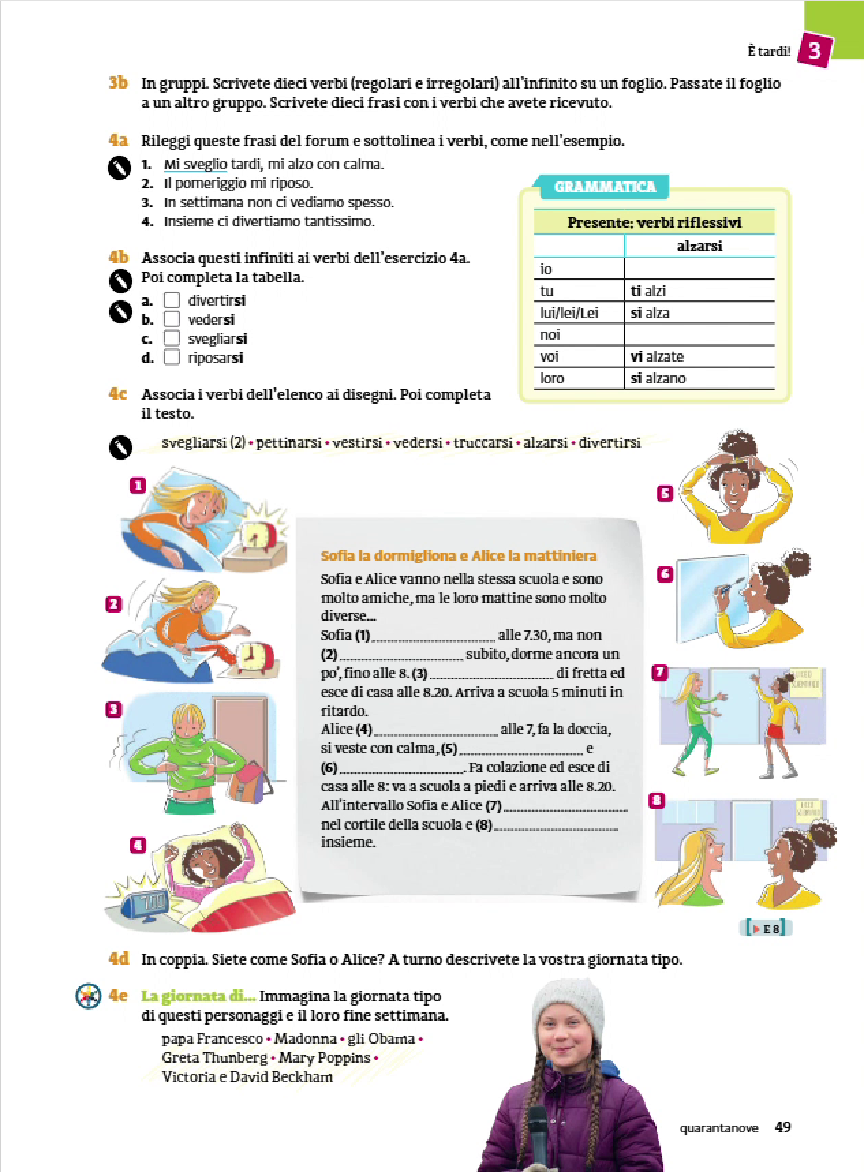 È tardi! 3
3b In gruppi. Scrivete dieci verbi (regolari e irregolari) all'infinito su un foglio. Passate il foglio
a un altro gruppo. Scrivete dieci frasi con i verbi che avete ricevuto.
4a Rileggi queste frasi del forum e sottolinea i verbi, come nell'esempio.
1. Mi sveglio tardi, mi alzo con calma.
2. Il pomeriggio mi riposo.
3. In settimana non ci vediamo spesso.
4. Insieme ci divertiamo tantissimo.
4b Associa questi infiniti ai verbi dell'esercizio 4a.
Poi completa la tabella.
a. divertirsi
b. vedersi
c. svegliarsi
d. riposarsi
GRAMMATICA
Presente: verbi riflessivi
alzarsi
io
tu ti alzi
lui/lei/Lei si alza
noi
voi vi alzate
loro si alzano
4c Associa i verbi dell'elenco ai disegni. Poi completa
il testo.
svegliarsi (2) • pettinarsi • vestirsi • vedersi • truccarsi • alzarsi • divertirsi
1
2
3
4
Sofia la dormigliona e Alice la mattiniera
Sofia e Alice vanno nella stessa scuola e sono
molto amiche, ma le loro mattine sono molto
diverse...
Sofia (1) alle 7.30, ma non
(2) subito, dorme ancora un
po', fino alle 8. (3) di fretta ed
esce di casa alle 8.20. Arriva a scuola 5 minuti in
ritardo.
Alice (4) alle 7, fa la doccia,
si veste con calma, (5) e
(6) . Fa colazione ed esce di
casa alle 8: va a scuola a piedi e arriva alle 8.20.
All'intervallo Sofia e Alice (7)
nel cortile della scuola e (8)
insieme.
5
6
7
8
E 8
4d In coppia. Siete come Sofia o Alice? A turno descrivete la vostra giornata tipo.
4e La giornata di... Immagina la giornata tipo
di questi personaggi e il loro fine settimana.
papa Francesco • Madonna • gli Obama •
Greta Thunberg • Mary Poppins •
Victoria e David Beckham
quarantanove 49